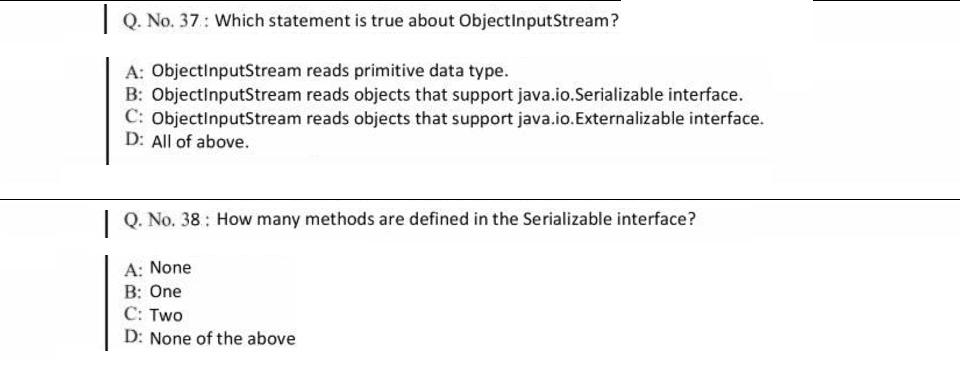 Q. No. 37 : Which statement is true about ObjectInputStream?
A: ObjectInputStream reads primitive data type.
B: ObjectInputStream reads objects that support java.io.Serializable interface.
C: ObjectInputStream reads objects that support java.io.Externalizable interface.
D: All of above.
Q. No. 38 : How many methods are defined in the Serializable interface?
A: None
B: One
C: Two
D: None of the above